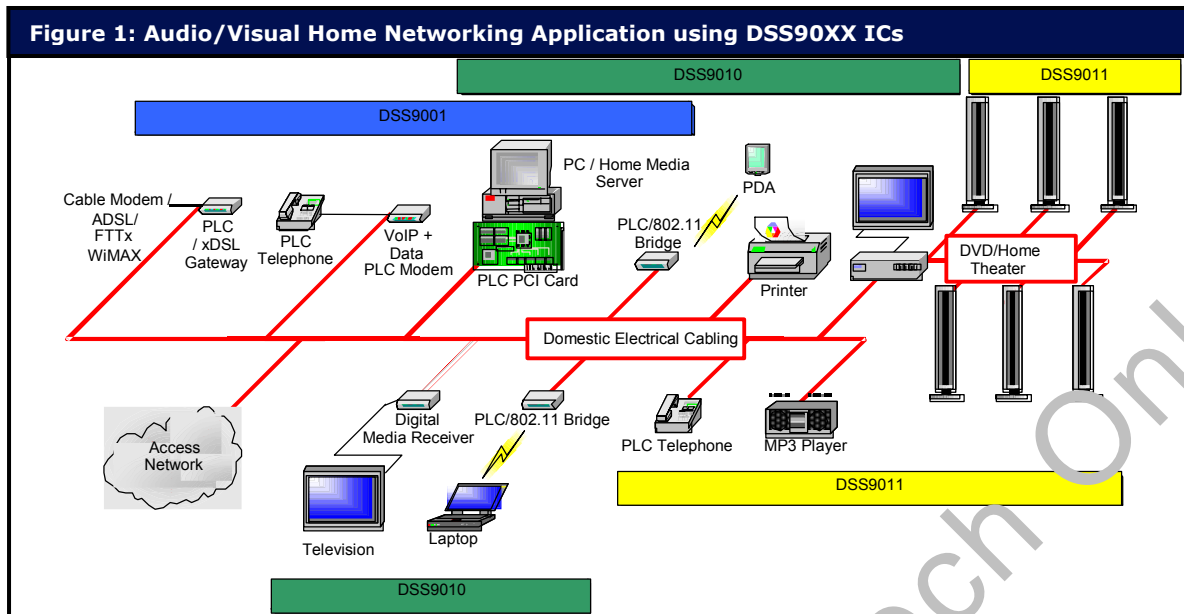 Figure 1: Audio/Visual Home Networking Application using DSS90XX ICs
DSS9010
DSS9011
DSS9001
PC / Home Media
Server
PDA
Cable Modem /
ADSL/
FTTx
WiMAX
PLC
/ xDSL
Gateway
PLC
Telephone
VoIP +
Data
PLC Modem
PLC PCI Card
PLC/802.11
Bridge
Printer
DVD/Home
Theater
Domestic Electrical Cabling
Access
Network
Digital
Media Receiver
PLC/802.11 Bridge
PLC Telephone
MP3 Player
Television
Laptop
DSS9011
DSS9010